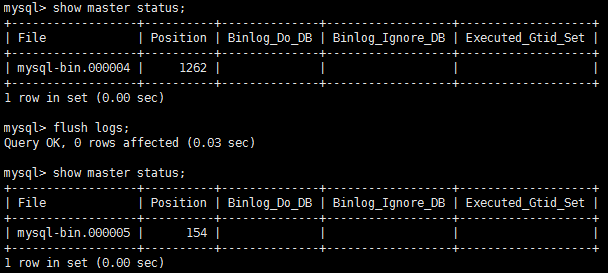 mysql> show master status;
+------------------+----------+--------------+------------------+-------------------+
| File             | Position | Binlog_Do_DB | Binlog_Ignore_DB | Executed_Gtid_Set |
+------------------+----------+--------------+------------------+-------------------+
| mysql-bin.000004 |     1262 |              |                  |                   |
+------------------+----------+--------------+------------------+-------------------+
1 row in set (0.00 sec)

mysql> flush logs;
Query OK, 0 rows affected (0.03 sec)

mysql> show master status;
+------------------+----------+--------------+------------------+-------------------+
| File             | Position | Binlog_Do_DB | Binlog_Ignore_DB | Executed_Gtid_Set |
+------------------+----------+--------------+------------------+-------------------+
| mysql-bin.000005 |      154 |              |                  |                   |
+------------------+----------+--------------+------------------+-------------------+
1 row in set (0.00 sec)